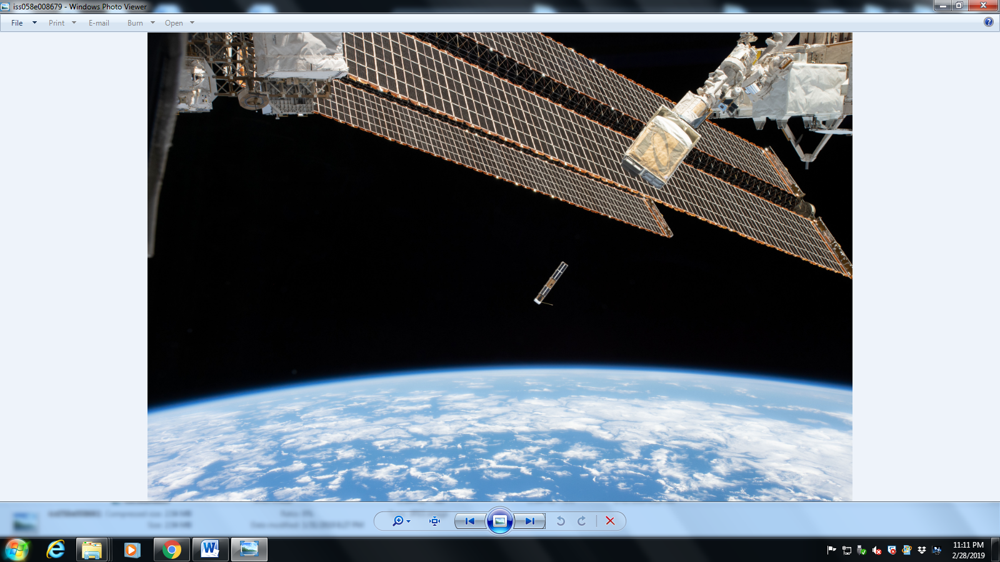 iss058e008679 - Windows Photo Viewer
File Print E-mail Burn Open
11:11 PM
2/28/2019